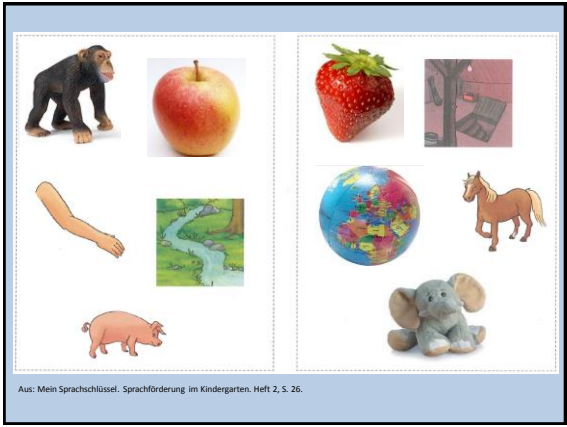 Aus: Mein Sprachschlüssel. Sprachförderung im Kindergarten. Heft 2, S. 26.